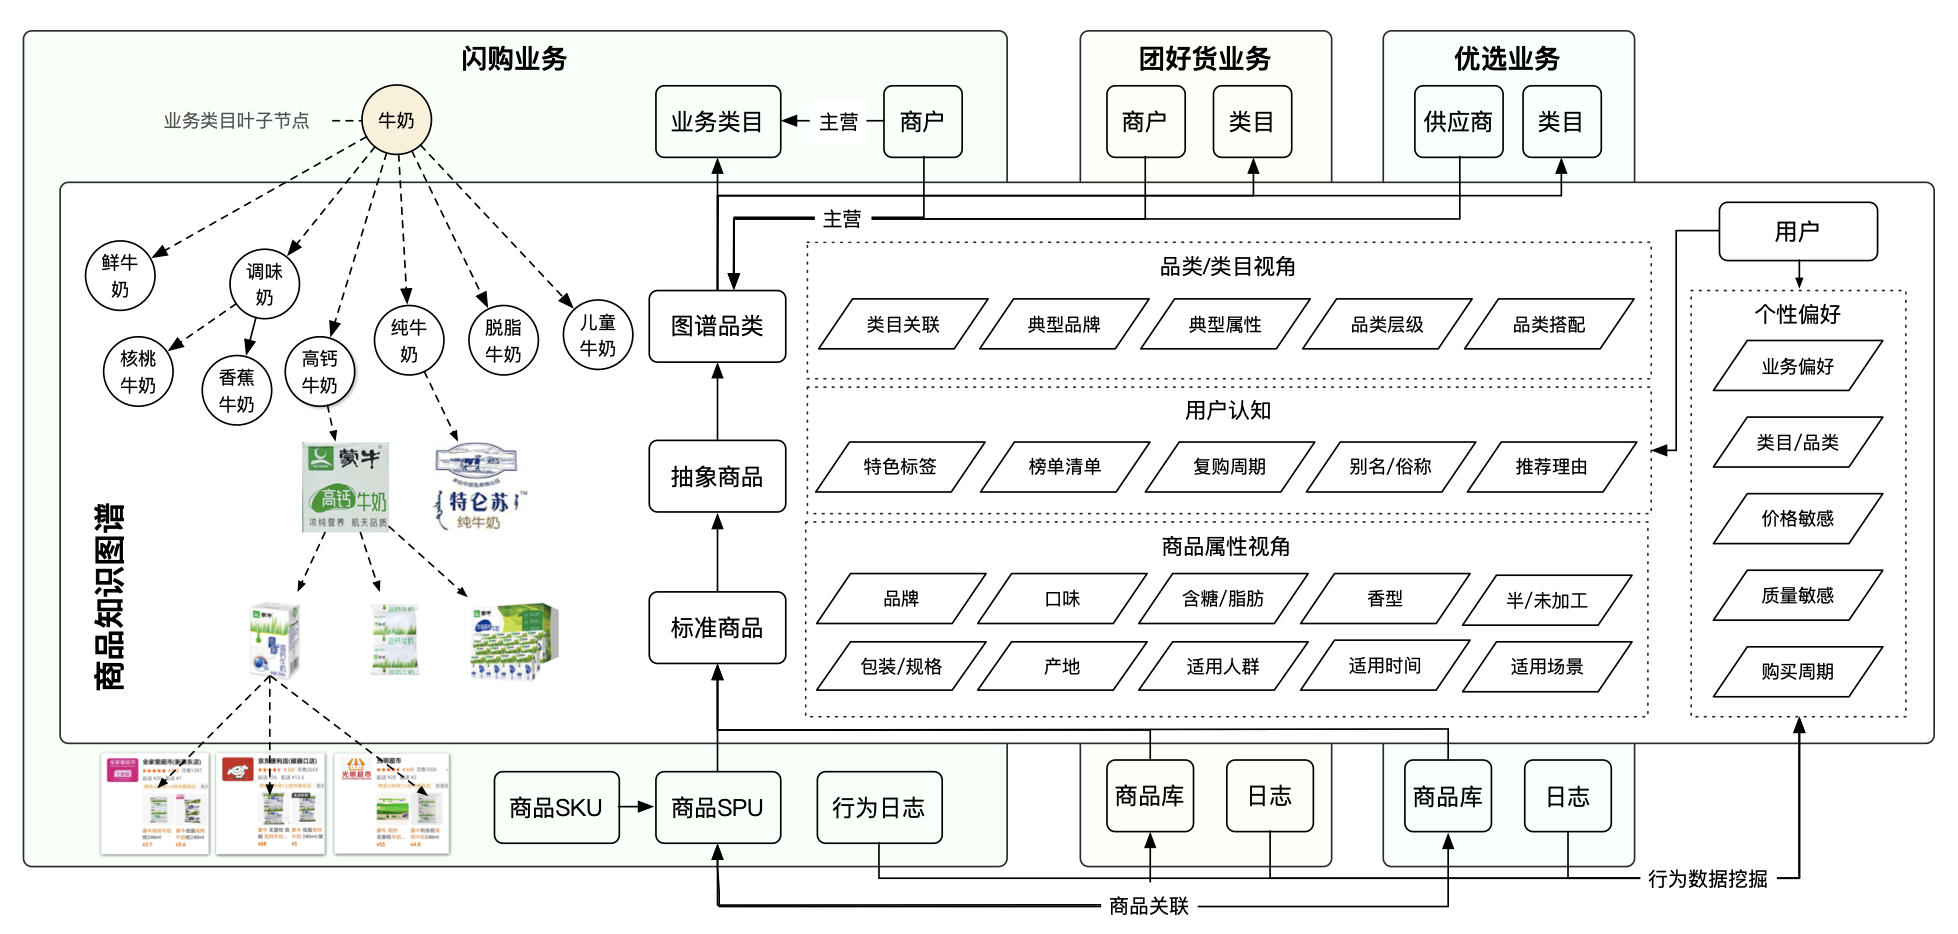 闪购业务
团好货业务
优选业务
业务类目叶子节点
牛奶
业务类目
主营
商户
商户
类目
供应商
类目
主营
鲜牛
奶
调味
奶
核桃
牛奶
香蕉
牛奶
高钙
牛奶
纯牛
奶
脱脂
牛奶
儿童
牛奶
图谱品类
品类/类目视角
类目关联
典型品牌
典型属性
品类层级
品类搭配
用户
个性偏好
业务偏好
类目/品类
价格敏感
质量敏感
购买周期
用户认知
特色标签
榜单清单
复购周期
别名/俗称
推荐理由
抽象商品
蒙牛
高钙牛奶
浓纯营养 航天品质
特仑苏
纯牛奶
商品知识图谱
标准商品
商品属性视角
品牌
口味
含糖/脂肪
香型
半/未加工
包装/规格
产地
适用人群
适用时间
适用场景
光明超市
商品SKU
商品SPU
行为日志
商品库
日志
商品库
日志
行为数据挖掘
商品关联